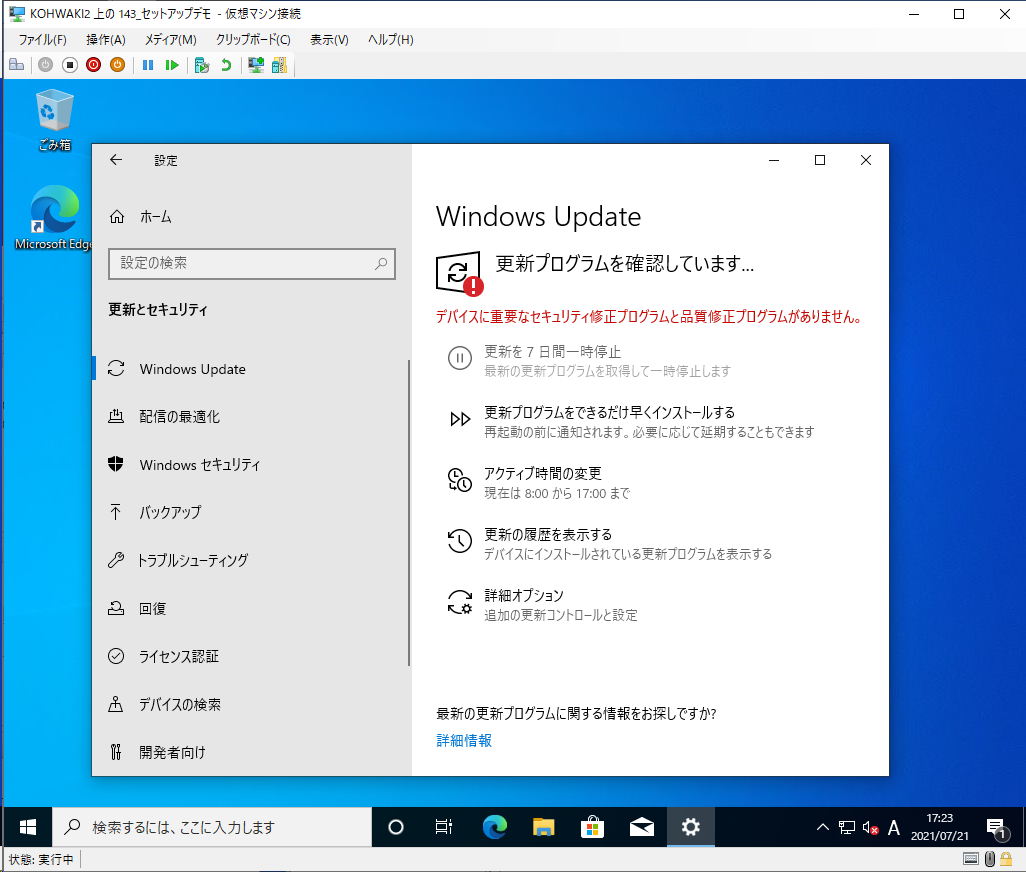 KOHWAKI2 上の 143_セットアップデモ - 仮想マシン接続
ファイル(F) 操作(A) メディア(M) クリップボード(C) 表示(V) ヘルプ(H)
ごみ箱
Microsoft Edge
設定
ホーム
設定の検索
更新とセキュリティ
Windows Update
配信の最適化
Windows セキュリティ
バックアップ
トラブルシューティング
回復
ライセンス認証
デバイスの検索
開発者向け
Windows Update
更新プログラムを確認しています...
デバイスに重要なセキュリティ修正プログラムと品質修正プログラムがありません。
更新を 7 日間一時停止
最新の更新プログラムを取得して一時停止します
更新プログラムをできるだけ早くインストールする
再起動の前に通知されます。必要に応じて延期することもできます
アクティブ時間の変更
現在は 8:00 から 17:00 まで
更新の履歴を表示する
デバイスにインストールされている更新プログラムを表示する
詳細オプション
追加の更新コントロールと設定
最新の更新プログラムに関する情報をお探しですか?
詳細情報
検索するには、ここに入力します
A
17:23
2021/07/21
1
状態: 実行中